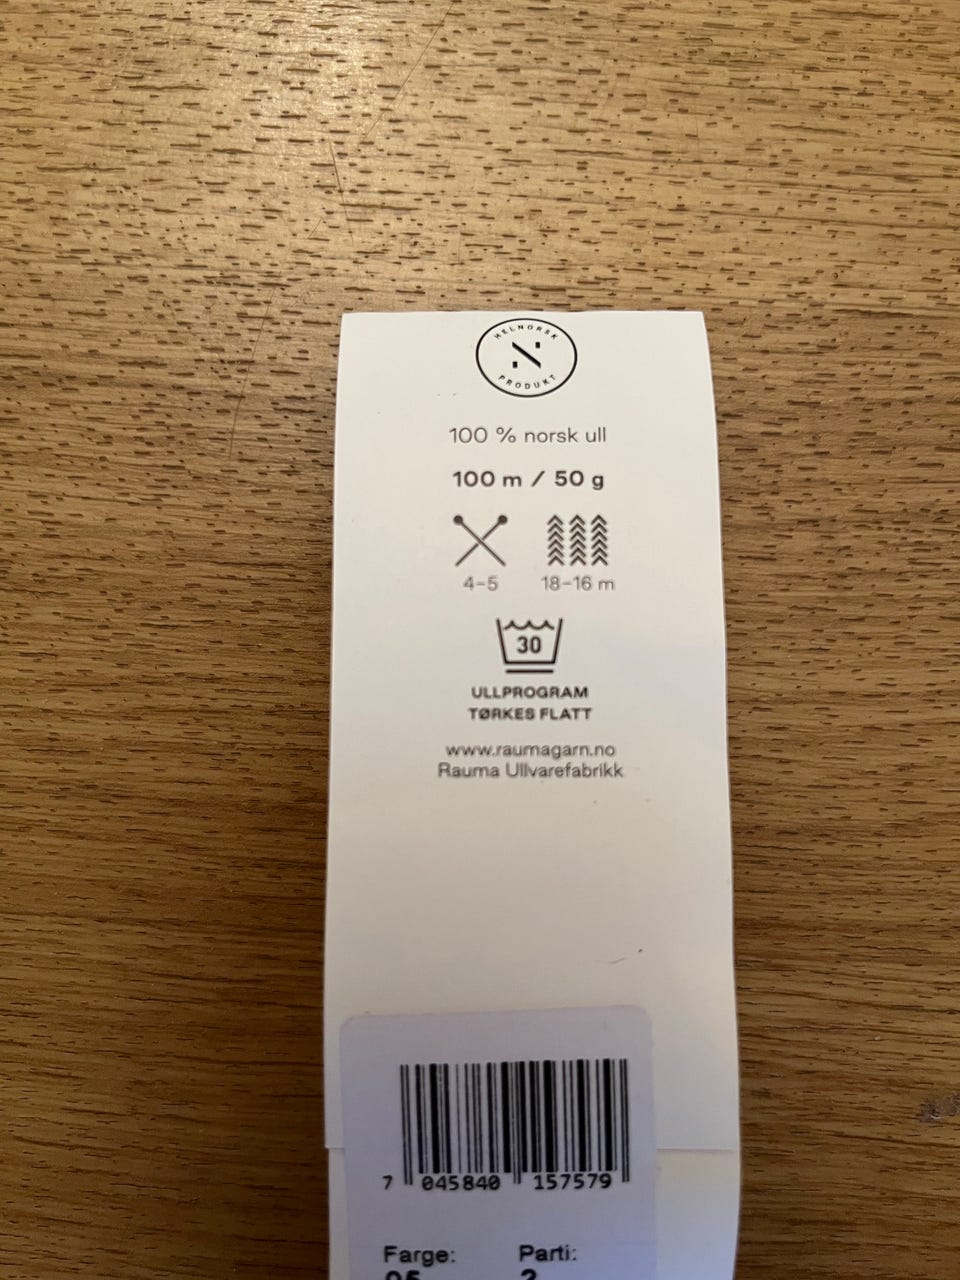 HELNORSK
N
PRODUKT
100 % norsk ull
100 m / 50 g
4-5 18-16 m
30
ULLPROGRAM
TØRKES FLATT
www.raumagarn.no
Rauma Ullvarefabrikk
7 045840 157579
Farge: Parti: